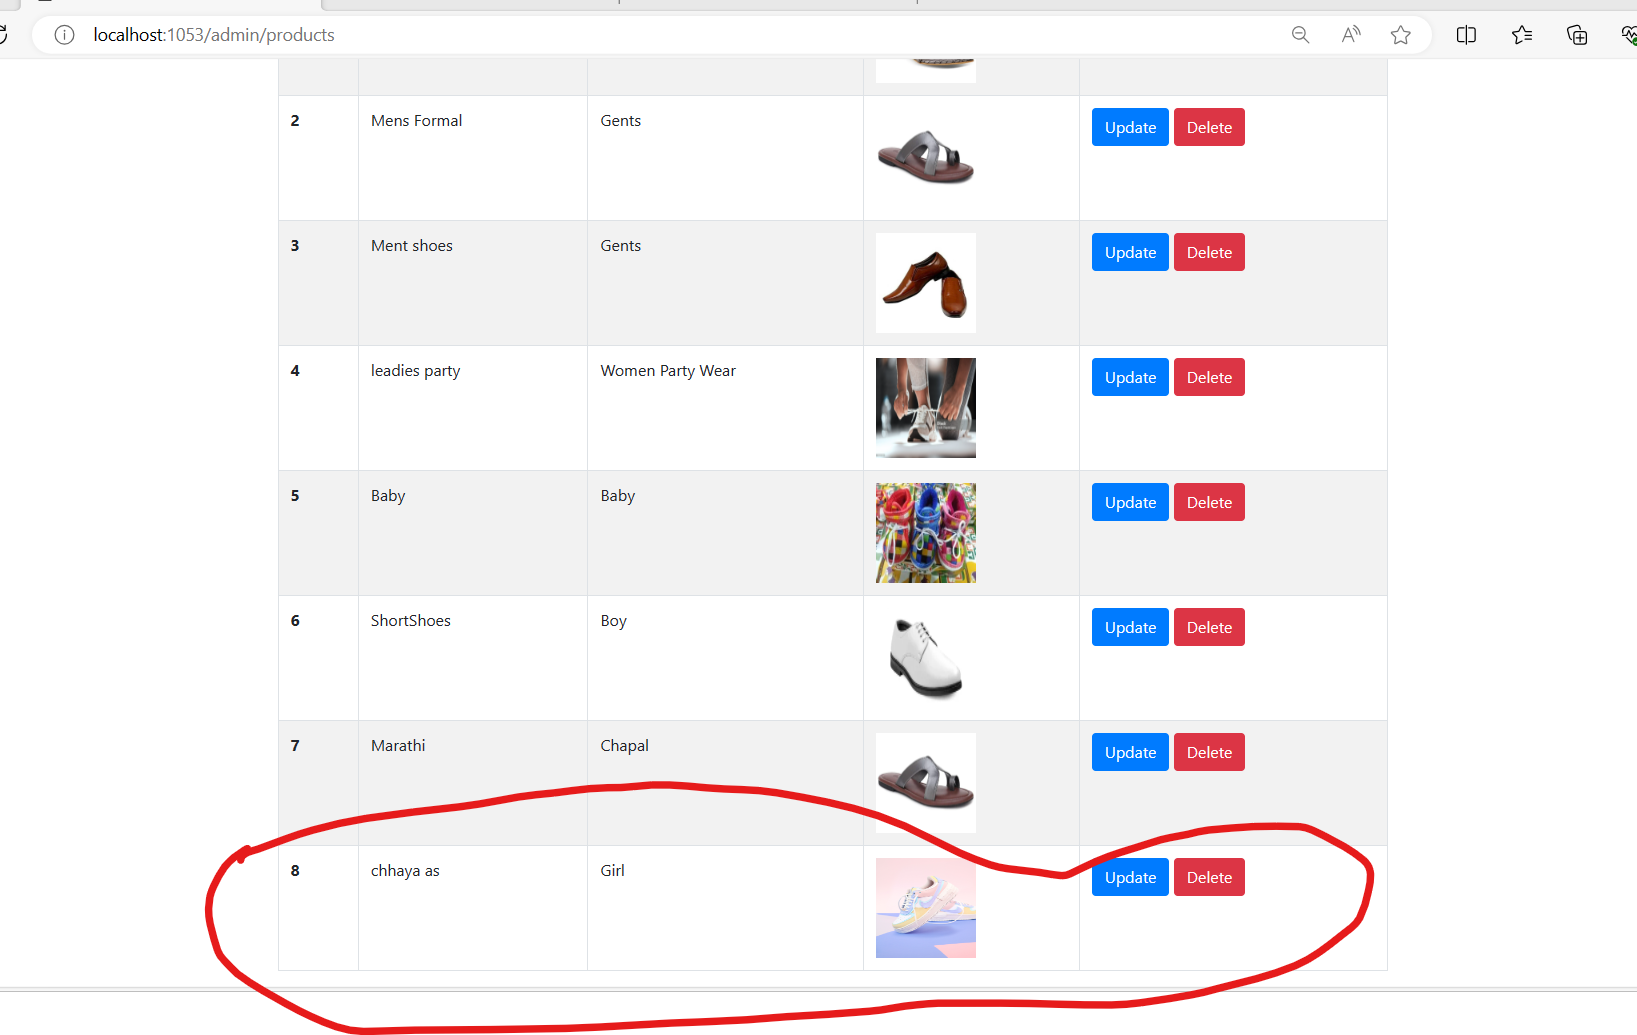 localhost:1053/admin/products
2 Mens Formal Gents Update Delete
3 Ment shoes Gents Update Delete
4 leadies party Women Party Wear Update Delete
5 Baby Baby Update Delete
6 ShortShoes Boy Update Delete
7 Marathi Chapal Update Delete
8 chhaya as Girl Update Delete